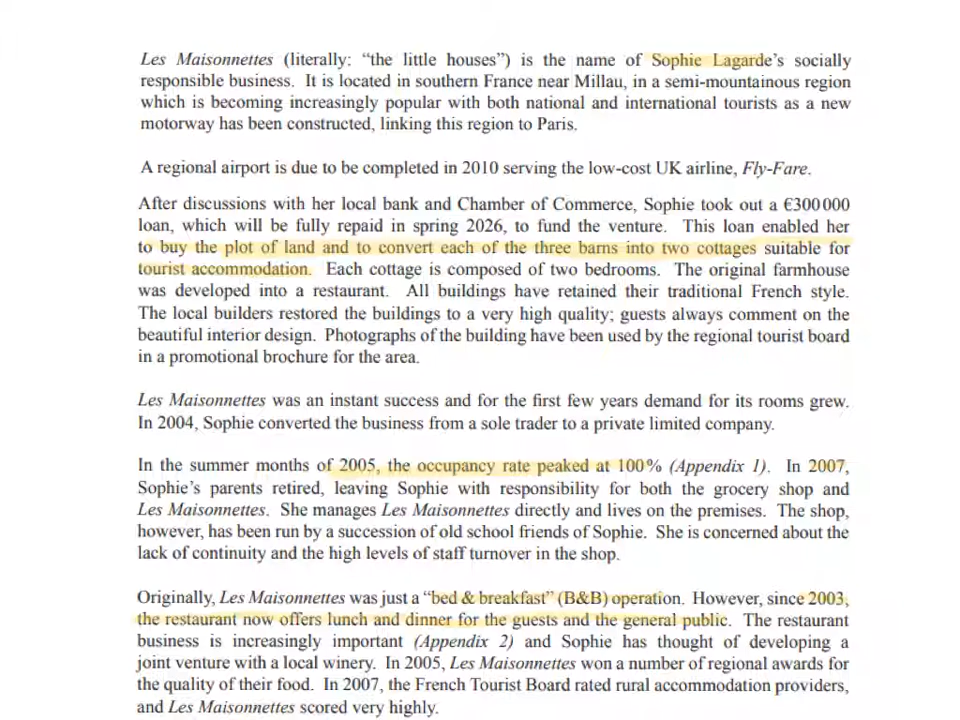 Les Maisonnettes (literally: “the little houses”) is the name of Sophie Lagarde’s socially
responsible business. It is located in southern France near Millau, in a semi-mountainous region
which is becoming increasingly popular with both national and international tourists as a new
motorway has been constructed, linking this region to Paris.
A regional airport is due to be completed in 2010 serving the low-cost UK airline, Fly-Fare.
After discussions with her local bank and Chamber of Commerce, Sophie took out a €300 000
loan, which will be fully repaid in spring 2026, to fund the venture. This loan enabled her
to buy the plot of land and to convert each of the three barns into two cottages suitable for
tourist accommodation. Each cottage is composed of two bedrooms. The original farmhouse
was developed into a restaurant. All buildings have retained their traditional French style.
The local builders restored the buildings to a very high quality; guests always comment on the
beautiful interior design. Photographs of the building have been used by the regional tourist board
in a promotional brochure for the area.
Les Maisonnettes was an instant success and for the first few years demand for its rooms grew.
In 2004, Sophie converted the business from a sole trader to a private limited company.
In the summer months of 2005, the occupancy rate peaked at 100% (Appendix 1). In 2007,
Sophie’s parents retired, leaving Sophie with responsibility for both the grocery shop and
Les Maisonnettes. She manages Les Maisonnettes directly and lives on the premises. The shop,
however, has been run by a succession of old school friends of Sophie. She is concerned about the
lack of continuity and the high levels of staff turnover in the shop.
Originally, Les Maisonnettes was just a “bed & breakfast” (B&B) operation. However, since 2003,
the restaurant now offers lunch and dinner for the guests and the general public. The restaurant
business is increasingly important (Appendix 2) and Sophie has thought of developing a
joint venture with a local winery. In 2005, Les Maisonnettes won a number of regional awards for
the quality of their food. In 2007, the French Tourist Board rated rural accommodation providers,
and Les Maisonnettes scored very highly.